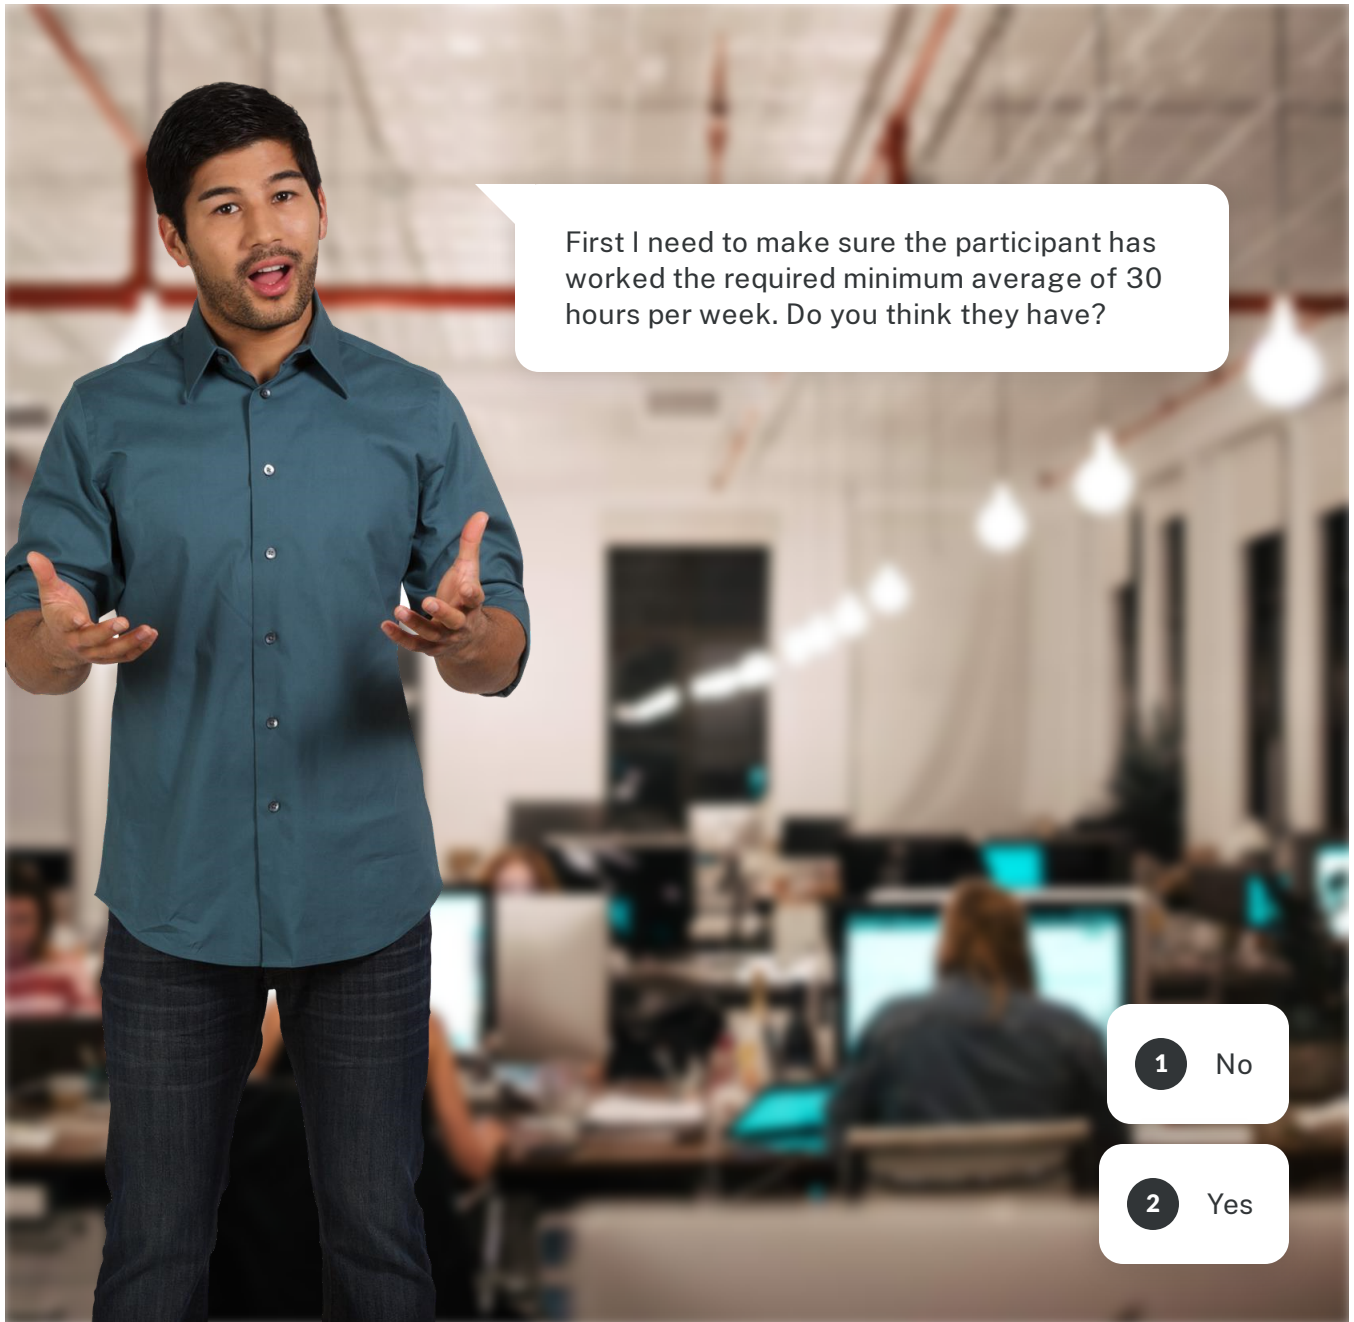 First I need to make sure the participant has
worked the required minimum average of 30
hours per week. Do you think they have?
1 No
2 Yes